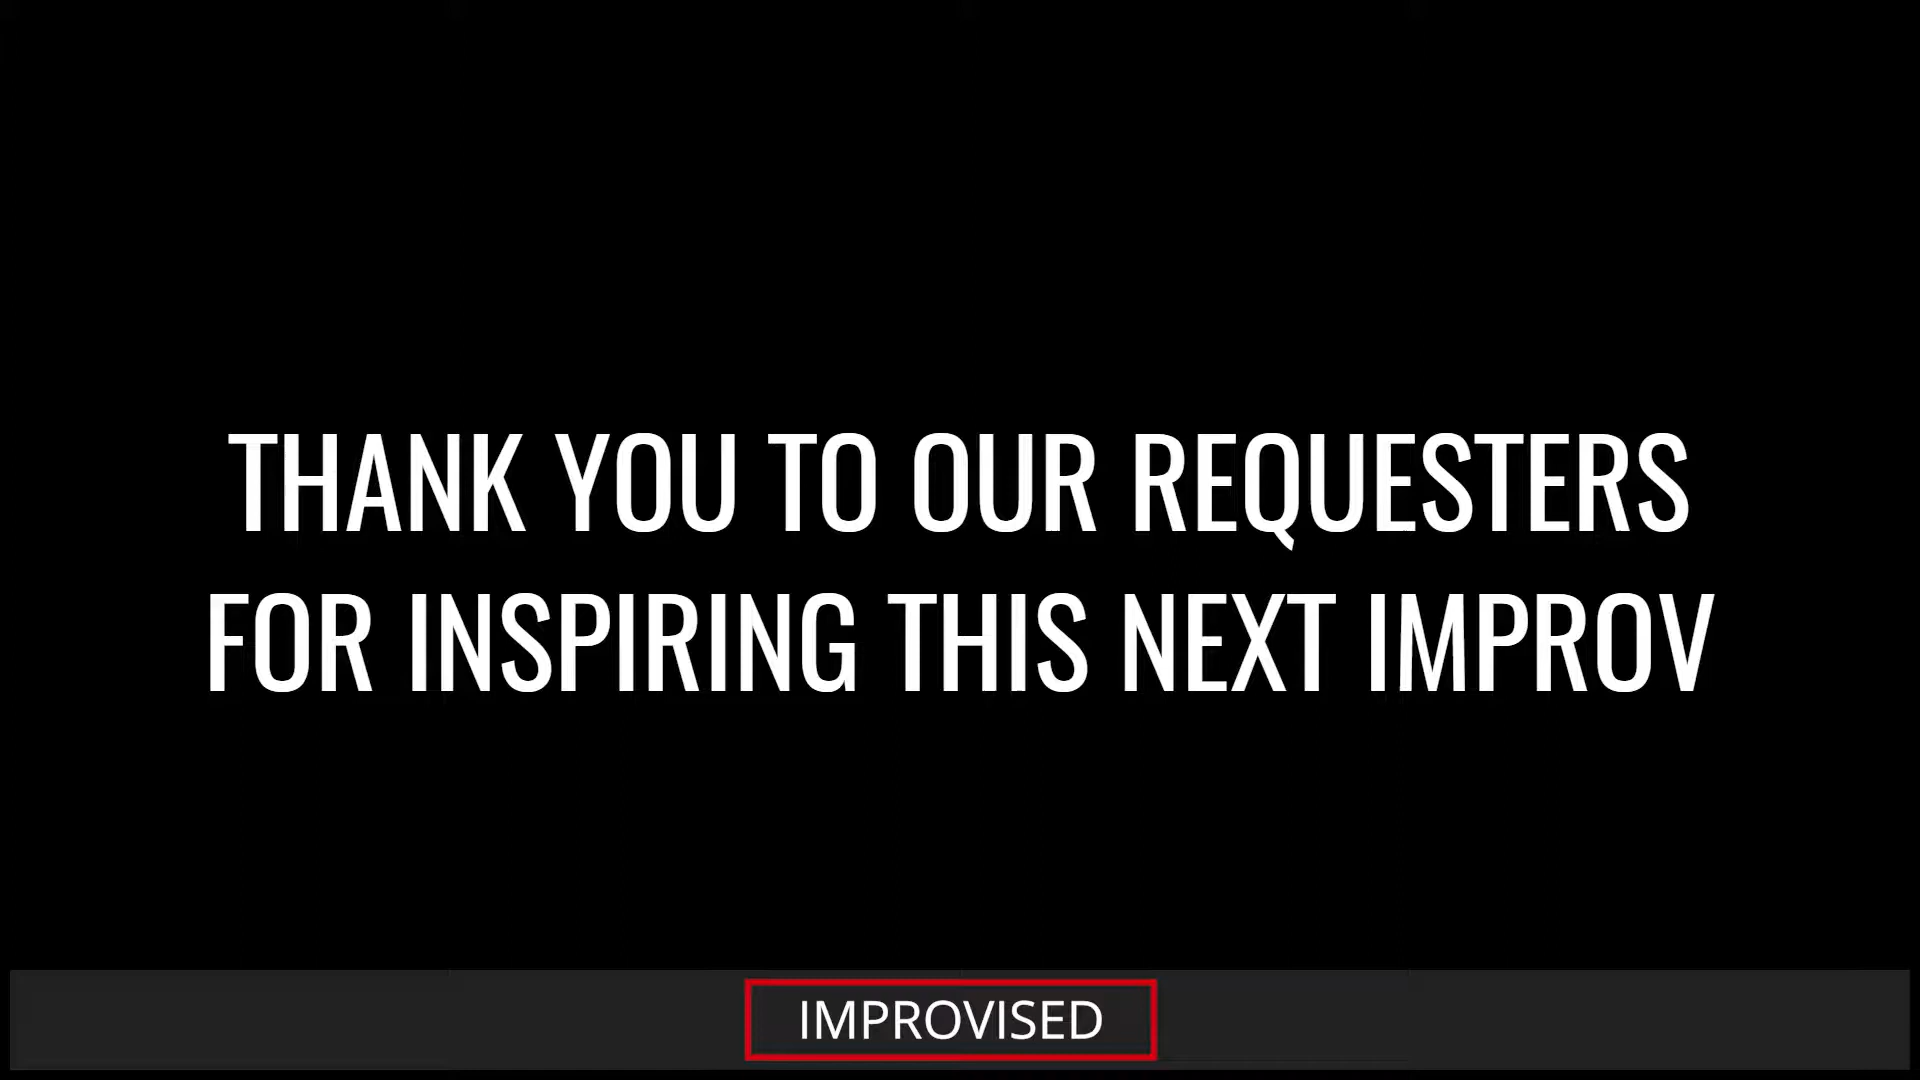 THANK YOU TO OUR REQUESTERS
FOR INSPIRING THIS NEXT IMPROV
IMPROVISED